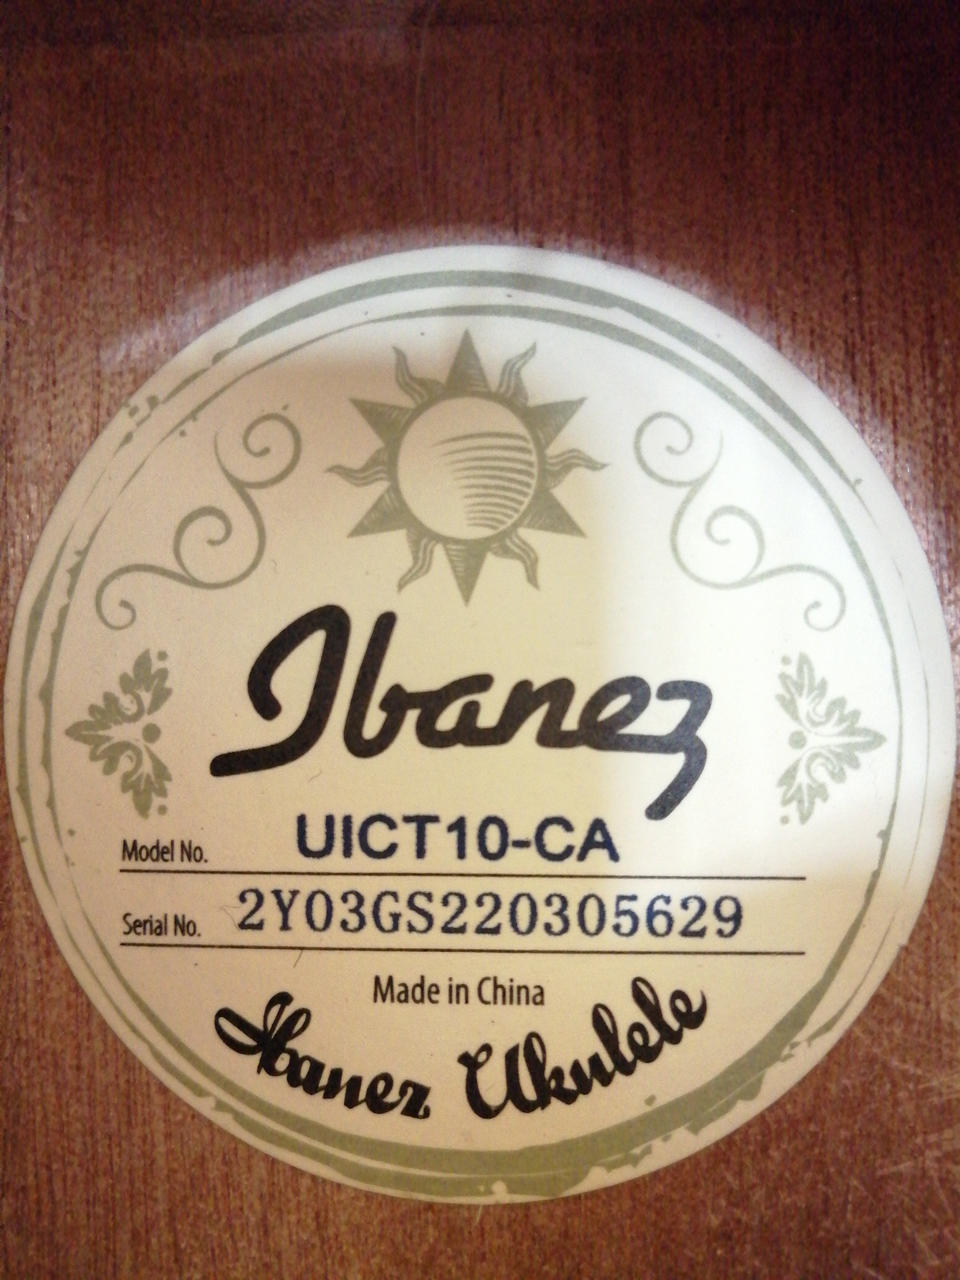 Ibanez
Model No. UICT10-CA
Serial No. 2Y03GS220305629
Made in China
Ibanez Ukulele